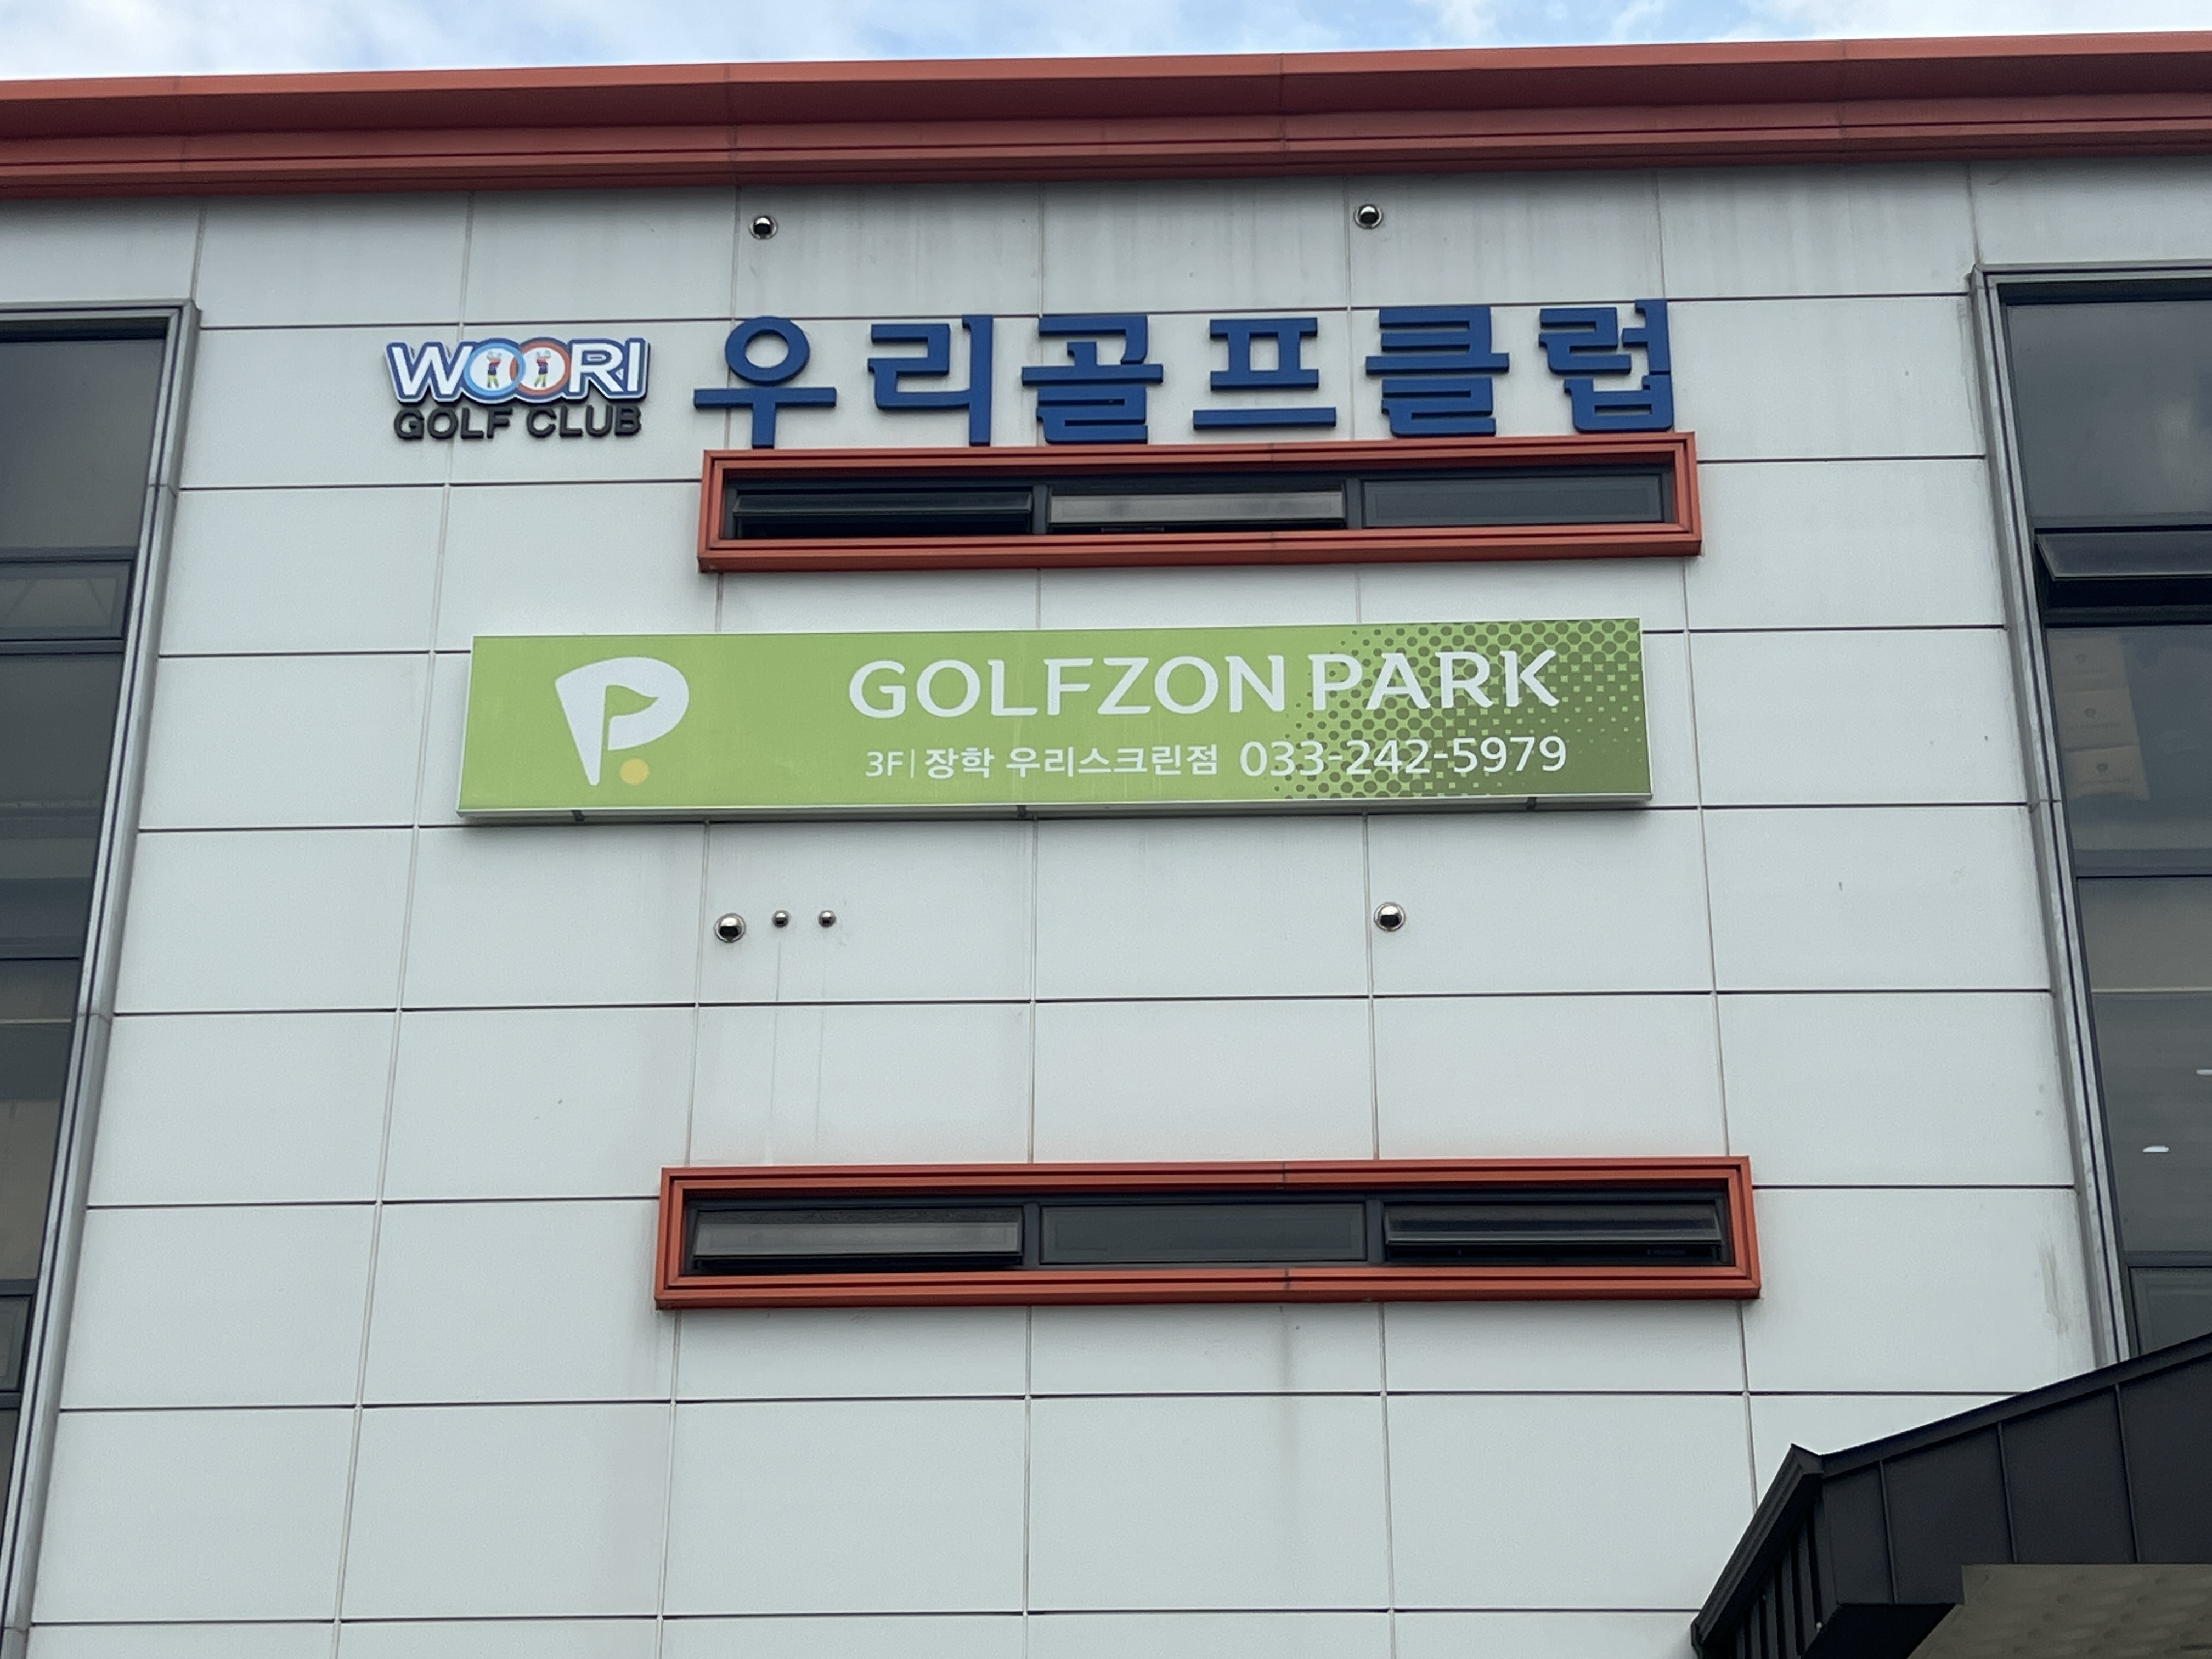 WOORI
GOLF CLUB
우리골프클럽
GOLFZON PARK
3F | 장학 우리스크린점 033-242-5979